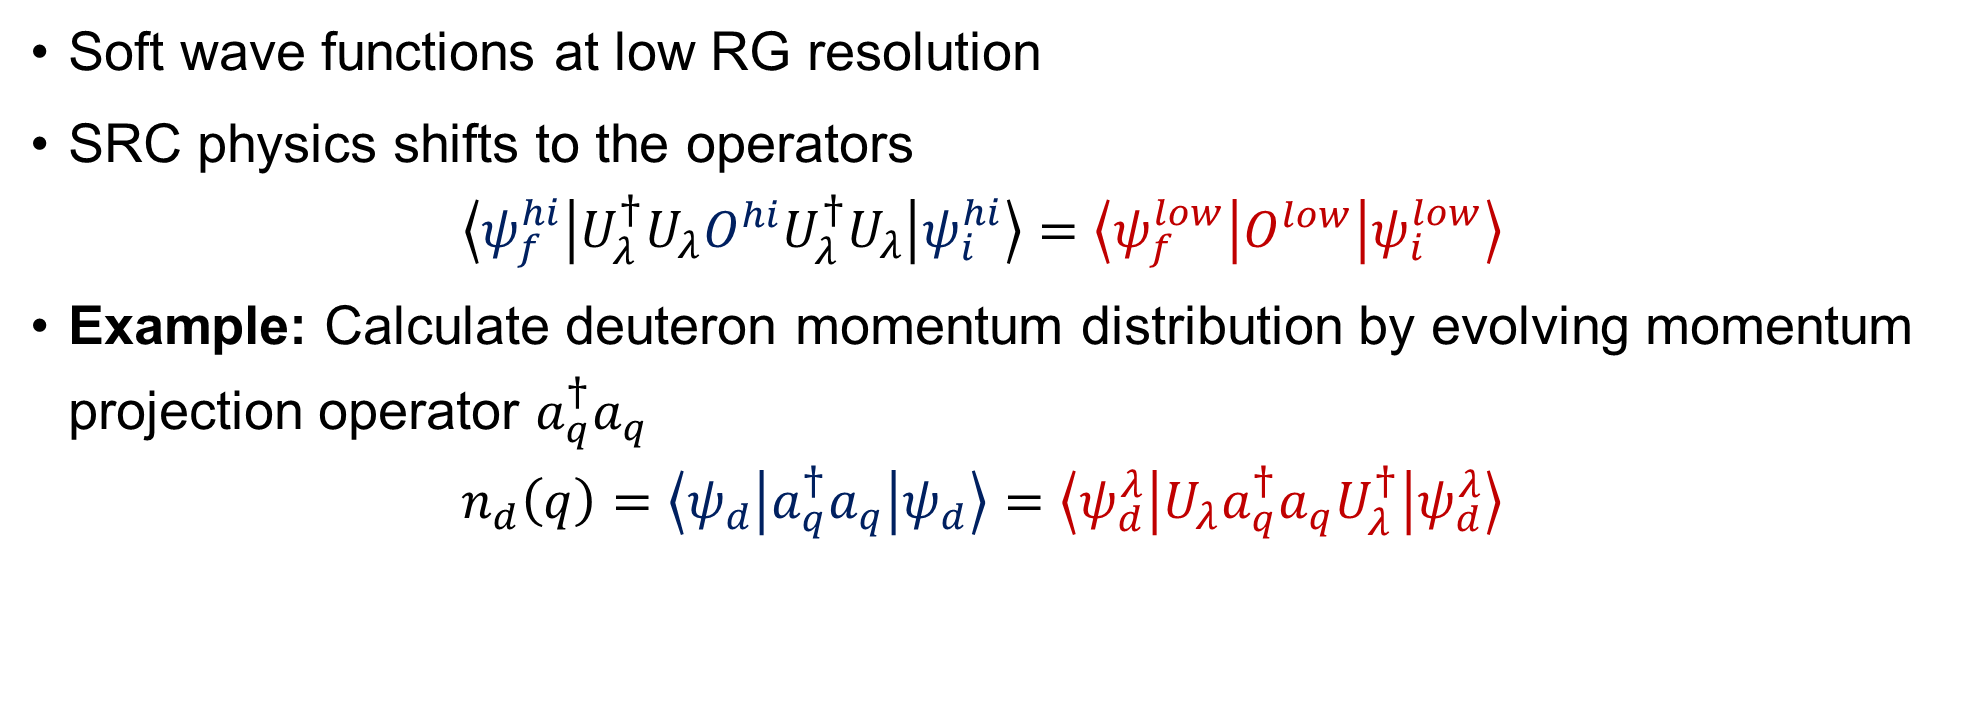 • Soft wave functions at low RG resolution
• SRC physics shifts to the operators
⟨ψ_f^{hi}|U_λ^† U_λ O^{hi} U_λ^† U_λ|ψ_i^{hi}⟩ = ⟨ψ_f^{low}|O^{low}|ψ_i^{low}⟩
• Example: Calculate deuteron momentum distribution by evolving momentum
projection operator a_q^† a_q
n_d(q) = ⟨ψ_d|a_q^† a_q|ψ_d⟩ = ⟨ψ_d^λ|U_λ a_q^† a_q U_λ^†|ψ_d^λ⟩